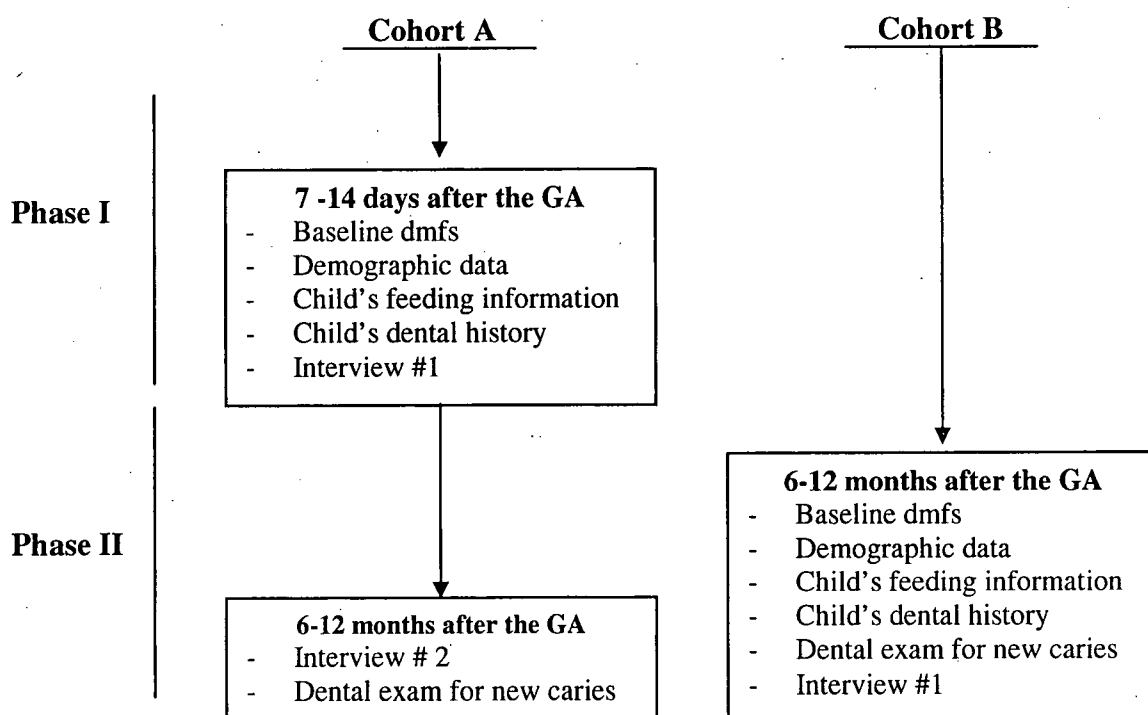 Cohort A
Cohort B
Phase I
7 -14 days after the GA
- Baseline dmfs
- Demographic data
- Child's feeding information
- Child's dental history
- Interview #1
Phase II
6-12 months after the GA
- Interview # 2
- Dental exam for new caries
6-12 months after the GA
- Baseline dmfs
- Demographic data
- Child's feeding information
- Child's dental history
- Dental exam for new caries
- Interview #1